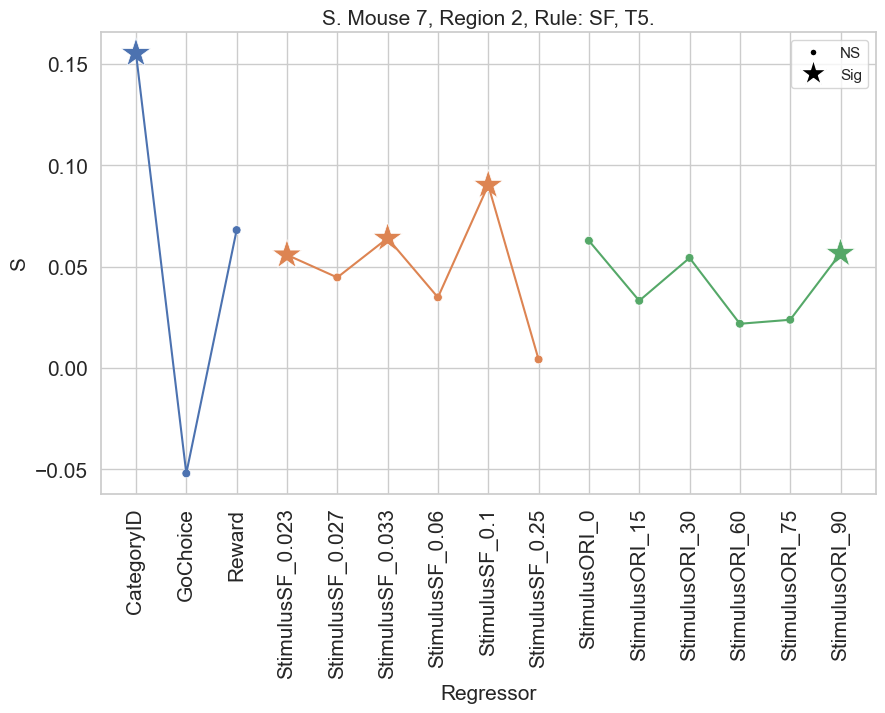 S. Mouse 7, Region 2, Rule: SF, T5.
NS
Sig
S
0.15
0.10
0.05
0.00
−0.05
CategoryID
GoChoice
Reward
StimulusSF_0.023
StimulusSF_0.027
StimulusSF_0.033
StimulusSF_0.06
StimulusSF_0.1
StimulusSF_0.25
StimulusORI_0
StimulusORI_15
StimulusORI_30
StimulusORI_60
StimulusORI_75
StimulusORI_90
Regressor